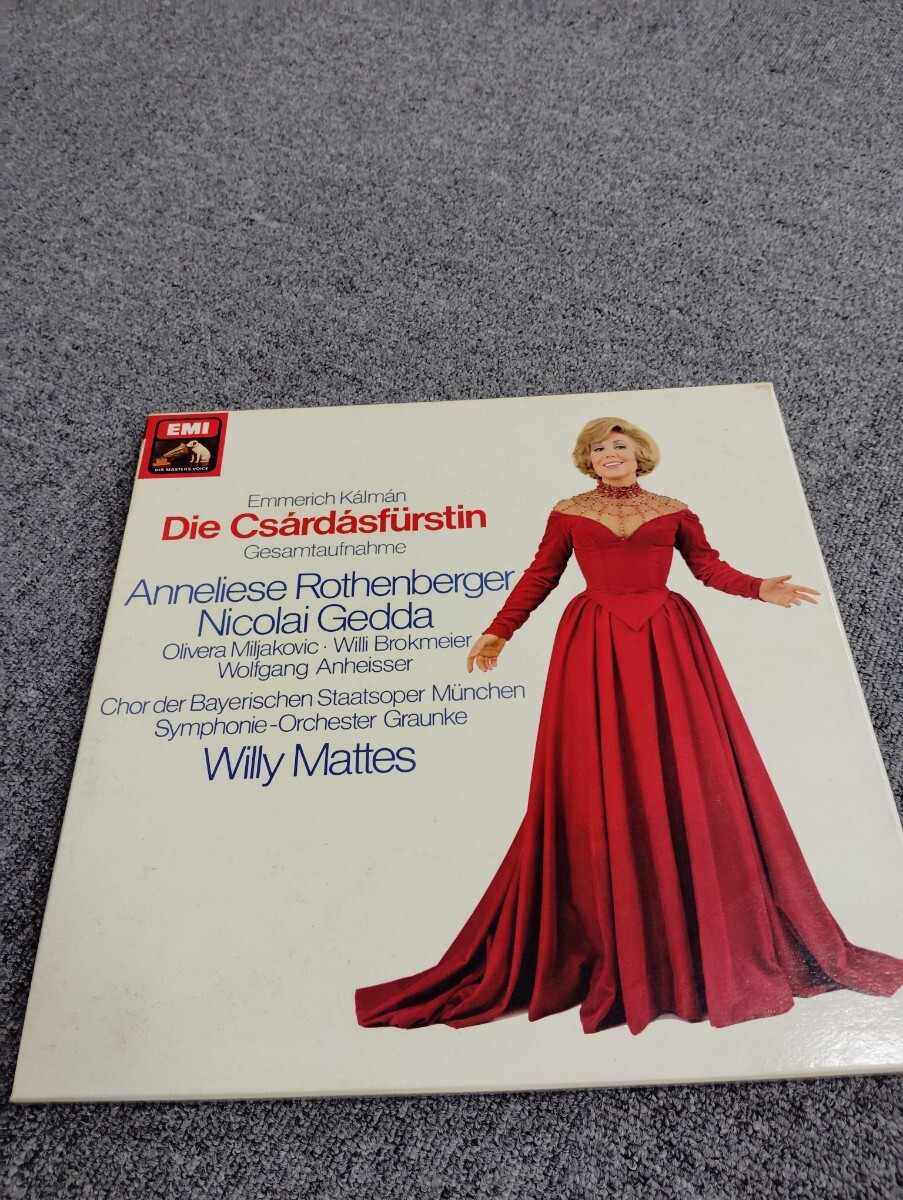 EMI
HIS MASTER'S VOICE
Emmerich Kálmán
Die Csárdásfürstin
Gesamtaufnahme
Anneliese Rothenberger
Nicolai Gedda
Olivera Miljakovic · Willi Brokmeier
Wolfgang Anheisser
Chor der Bayerischen Staatsoper München
Symphonie-Orchester Graunke
Willy Mattes